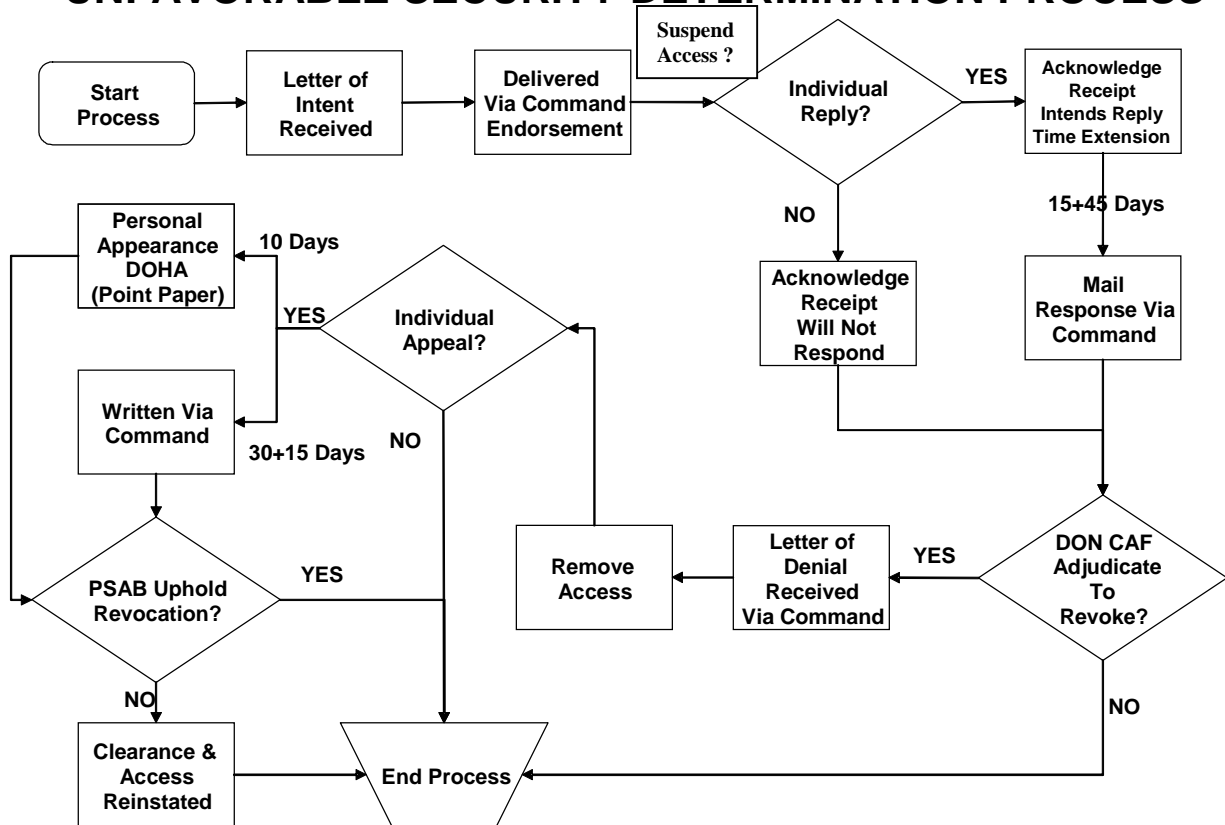 UNFAVORABLE SECURITY DETERMINATION PROCESS
Suspend
Access ?
Start
Process
Letter of
Intent
Received
Delivered
Via Command
Endorsement
Individual
Reply?
YES
Acknowledge
Receipt
Intends Reply
Time Extension
NO
15+45 Days
Acknowledge
Receipt
Will Not
Respond
Mail
Response Via
Command
Personal
Appearance
DOHA
(Point Paper)
10 Days
YES
Individual
Appeal?
Written Via
Command
30+15 Days
NO
PSAB Uphold
Revocation?
YES
Remove
Access
Letter of
Denial
Received
Via Command
YES
DON CAF
Adjudicate
To
Revoke?
NO
NO
Clearance &
Access
Reinstated
End Process